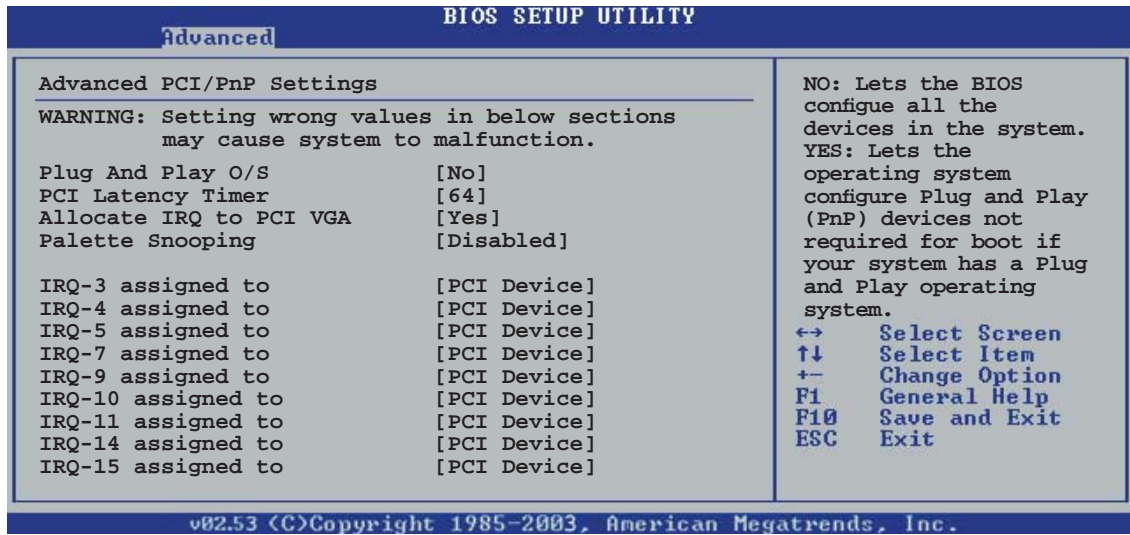 BIOS SETUP UTILITY
Advanced
Advanced PCI/PnP Settings
WARNING: Setting wrong values in below sections
may cause system to malfunction.
Plug And Play O/S [No]
PCI Latency Timer [64]
Allocate IRQ to PCI VGA [Yes]
Palette Snooping [Disabled]
IRQ-3 assigned to [PCI Device]
IRQ-4 assigned to [PCI Device]
IRQ-5 assigned to [PCI Device]
IRQ-7 assigned to [PCI Device]
IRQ-9 assigned to [PCI Device]
IRQ-10 assigned to [PCI Device]
IRQ-11 assigned to [PCI Device]
IRQ-14 assigned to [PCI Device]
IRQ-15 assigned to [PCI Device]
NO: Lets the BIOS
configue all the
devices in the system.
YES: Lets the
operating system
configure Plug and Play
(PnP) devices not
required for boot if
your system has a Plug
and Play operating
system.
←→ Select Screen
↑↓ Select Item
+- Change Option
F1 General Help
F10 Save and Exit
ESC Exit
v02.53 (C)Copyright 1985-2003, American Megatrends, Inc.